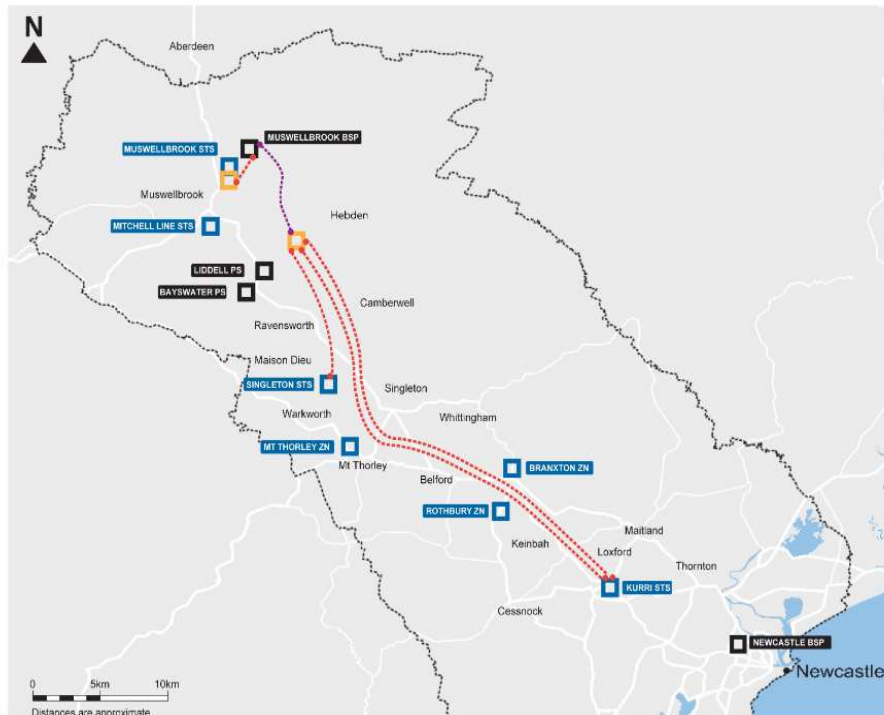 N
Aberdeen
MUSWELLBROOK BSP
MUSWELLBROOK STS
Muswellbrook
Hebden
MITCHELL LINE STS
LIDDELL PS
BAYSWATER PS
Camberwell
Ravensworth
Maison Dieu
SINGLETON STS
Singleton
Warkworth
Whittingham
MT THORLEY ZN
Mt Thorley
BRANXTON ZN
Belford
ROTHBURY ZN
Maitland
Keinbah
Loxford
Thornton
KURRI STS
Cessnock
NEWCASTLE BSP
Newcastle
0 5km 10km
Distances are approximate